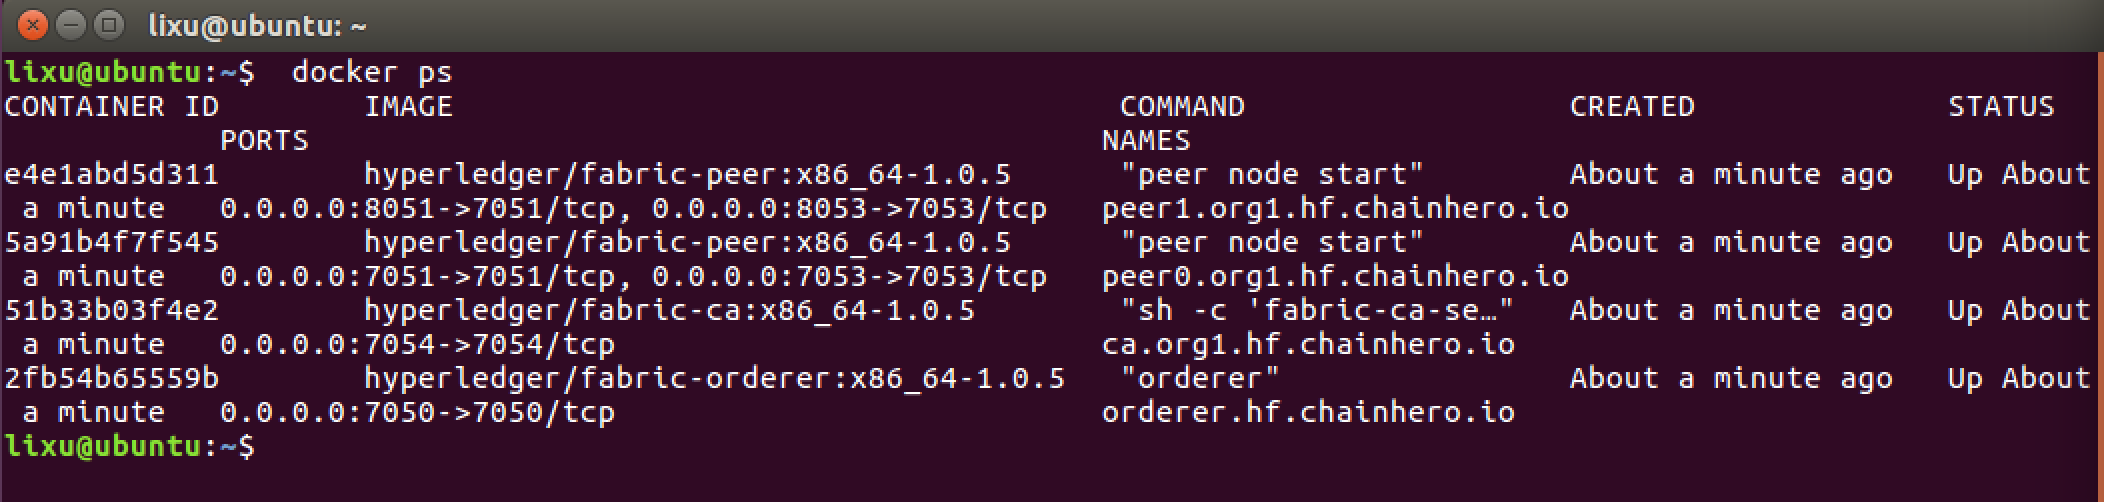 lixu@ubuntu: ~
lixu@ubuntu:~$  docker ps
CONTAINER ID        IMAGE                                     COMMAND                  CREATED              STATUS
            PORTS                                            NAMES
e4e1abd5d311        hyperledger/fabric-peer:x86_64-1.0.5      "peer node start"        About a minute ago   Up About
 a minute   0.0.0.0:8051->7051/tcp, 0.0.0.0:8053->7053/tcp   peer1.org1.hf.chainhero.io
5a91b4f7f545        hyperledger/fabric-peer:x86_64-1.0.5      "peer node start"        About a minute ago   Up About
 a minute   0.0.0.0:7051->7051/tcp, 0.0.0.0:7053->7053/tcp   peer0.org1.hf.chainhero.io
51b33b03f4e2        hyperledger/fabric-ca:x86_64-1.0.5        "sh -c 'fabric-ca-se…"   About a minute ago   Up About
 a minute   0.0.0.0:7054->7054/tcp                           ca.org1.hf.chainhero.io
2fb54b65559b        hyperledger/fabric-orderer:x86_64-1.0.5   "orderer"                About a minute ago   Up About
 a minute   0.0.0.0:7050->7050/tcp                           orderer.hf.chainhero.io
lixu@ubuntu:~$